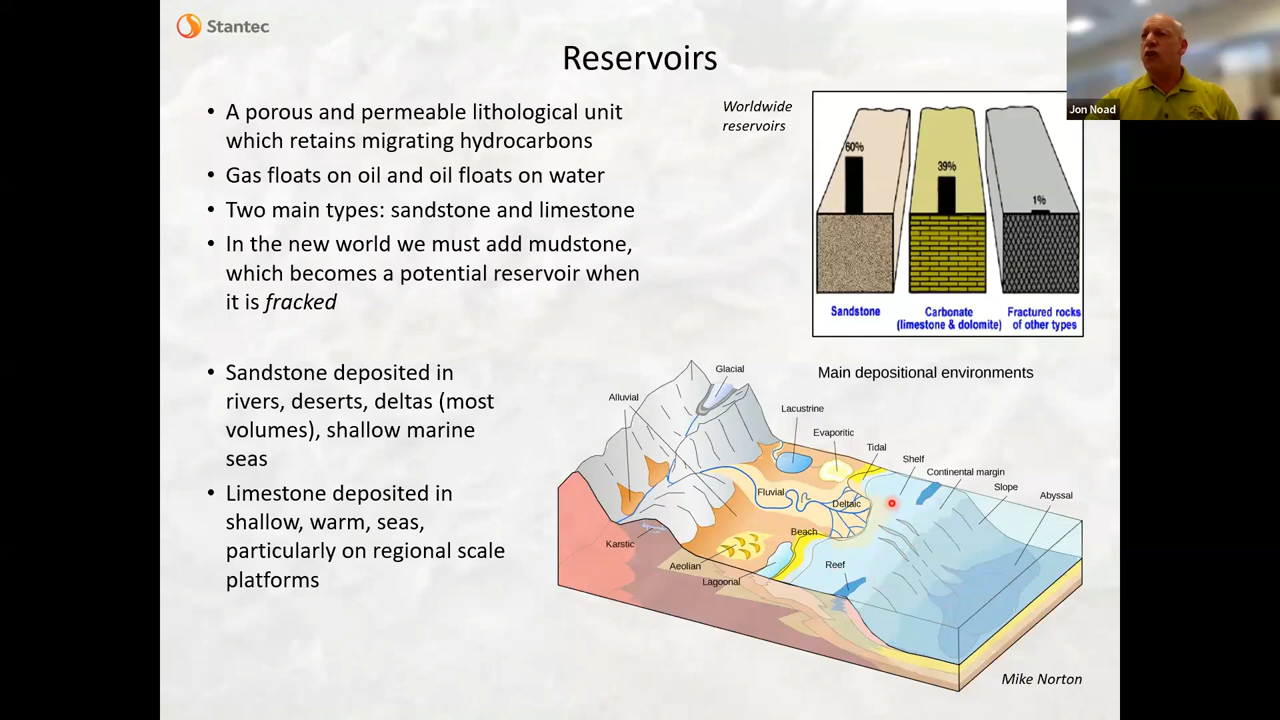 Stantec
Reservoirs
Jon Noad
• A porous and permeable lithological unit
which retains migrating hydrocarbons
• Gas floats on oil and oil floats on water
• Two main types: sandstone and limestone
• In the new world we must add mudstone,
which becomes a potential reservoir when
it is fracked
Worldwide
reservoirs
60%
39%
1%
Sandstone
Carbonate
(limestone & dolomite)
Fractured rocks
of other types
• Sandstone deposited in
rivers, deserts, deltas (most
volumes), shallow marine
seas
• Limestone deposited in
shallow, warm, seas,
particularly on regional scale
platforms
Main depositional environments
Glacial
Alluvial
Lacustrine
Evaporitic
Tidal
Shelf
Continental margin
Slope
Abyssal
Fluvial
Deltaic
Beach
Karstic
Aeolian
Lagoonal
Reef
Mike Norton